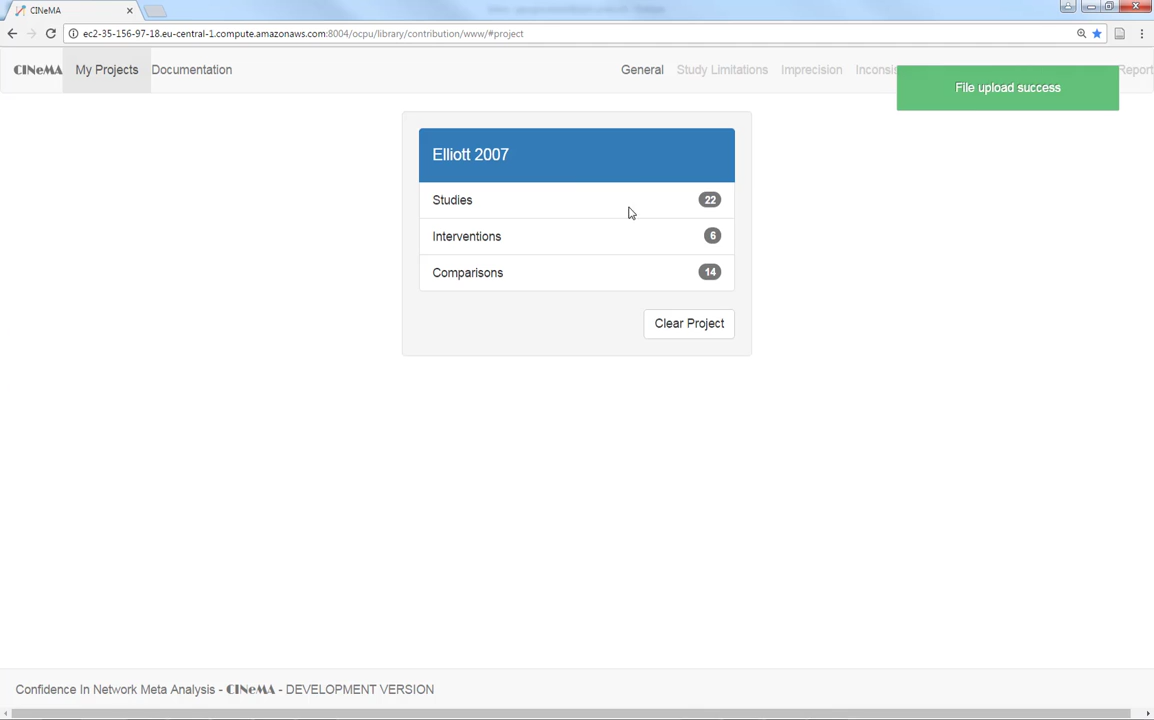 CINeMA
ec2-35-156-97-18.eu-central-1.compute.amazonaws.com:8004/ocpu/library/contribution/www/#project
CINeMA My Projects Documentation General Study Limitations Imprecision Report
File upload success
Elliott 2007
Studies 22
Interventions 6
Comparisons 14
Clear Project
Confidence In Network Meta Analysis - CINeMA - DEVELOPMENT VERSION